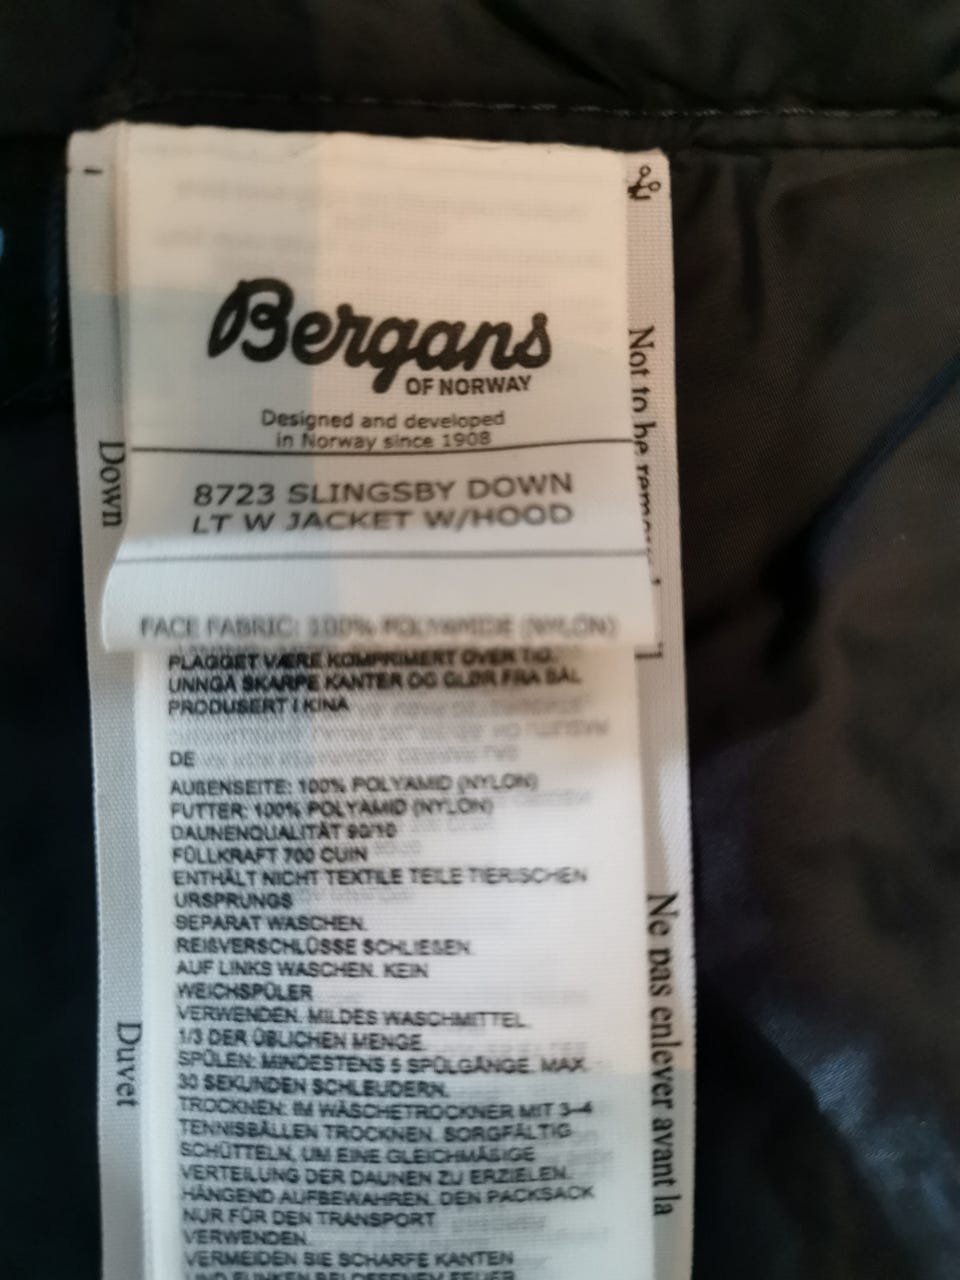 Bergans
OF NORWAY
Designed and developed
in Norway since 1908
8723 SLINGSBY DOWN
LT W JACKET W/HOOD
FACE FABRIC: 100% POLYAMIDE (NYLON)
PLAGGET VÆRE KOMPRIMERT OVER TID.
UNNGÅ SKARPE KANTER OG GLØR FRA BÅL
PRODUSERT I KINA
DE
AUßENSEITE: 100% POLYAMID (NYLON)
FUTTER: 100% POLYAMID (NYLON)
DAUNENQUALITÄT 90/10
FÜLLKRAFT 700 CUIN
ENTHÄLT NICHT TEXTILE TEILE TIERISCHEN
URSPRUNGS
SEPARAT WASCHEN.
REIßVERSCHLÜSSE SCHLIEßEN.
AUF LINKS WASCHEN. KEIN
WEICHSPÜLER
VERWENDEN. MILDES WASCHMITTEL.
1/3 DER ÜBLICHEN MENGE.
SPÜLEN: MINDESTENS 5 SPÜLGÄNGE. MAX.
30 SEKUNDEN SCHLEUDERN.
TROCKNEN: IM WÄSCHETROCKNER MIT 3–4
TENNISBÄLLEN TROCKNEN. SORGFÄLTIG
SCHÜTTELN, UM EINE GLEICHMÄßIGE
VERTEILUNG DER DAUNEN ZU ERZIELEN.
HÄNGEND AUFBEWAHREN. DEN PACKSACK
NUR FÜR DEN TRANSPORT
VERWENDEN.
VERMEIDEN SIE SCHARFE KANTEN
UND FUNKEN BEI OFFENEM FEUER
Down
Duvet
Not to be
Ne pas enlever avant la